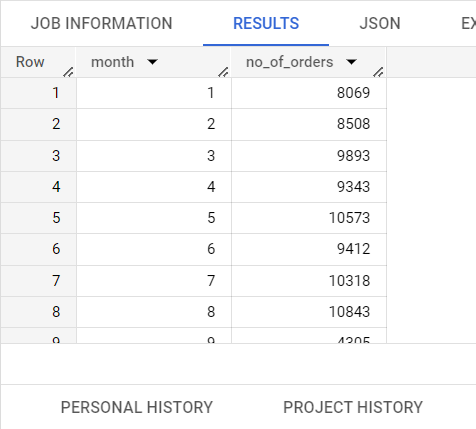 JOB INFORMATION RESULTS JSON EX
Row month no_of_orders
1 1 8069
2 2 8508
3 3 9893
4 4 9343
5 5 10573
6 6 9412
7 7 10318
8 8 10843
9 9 4305
PERSONAL HISTORY PROJECT HISTORY